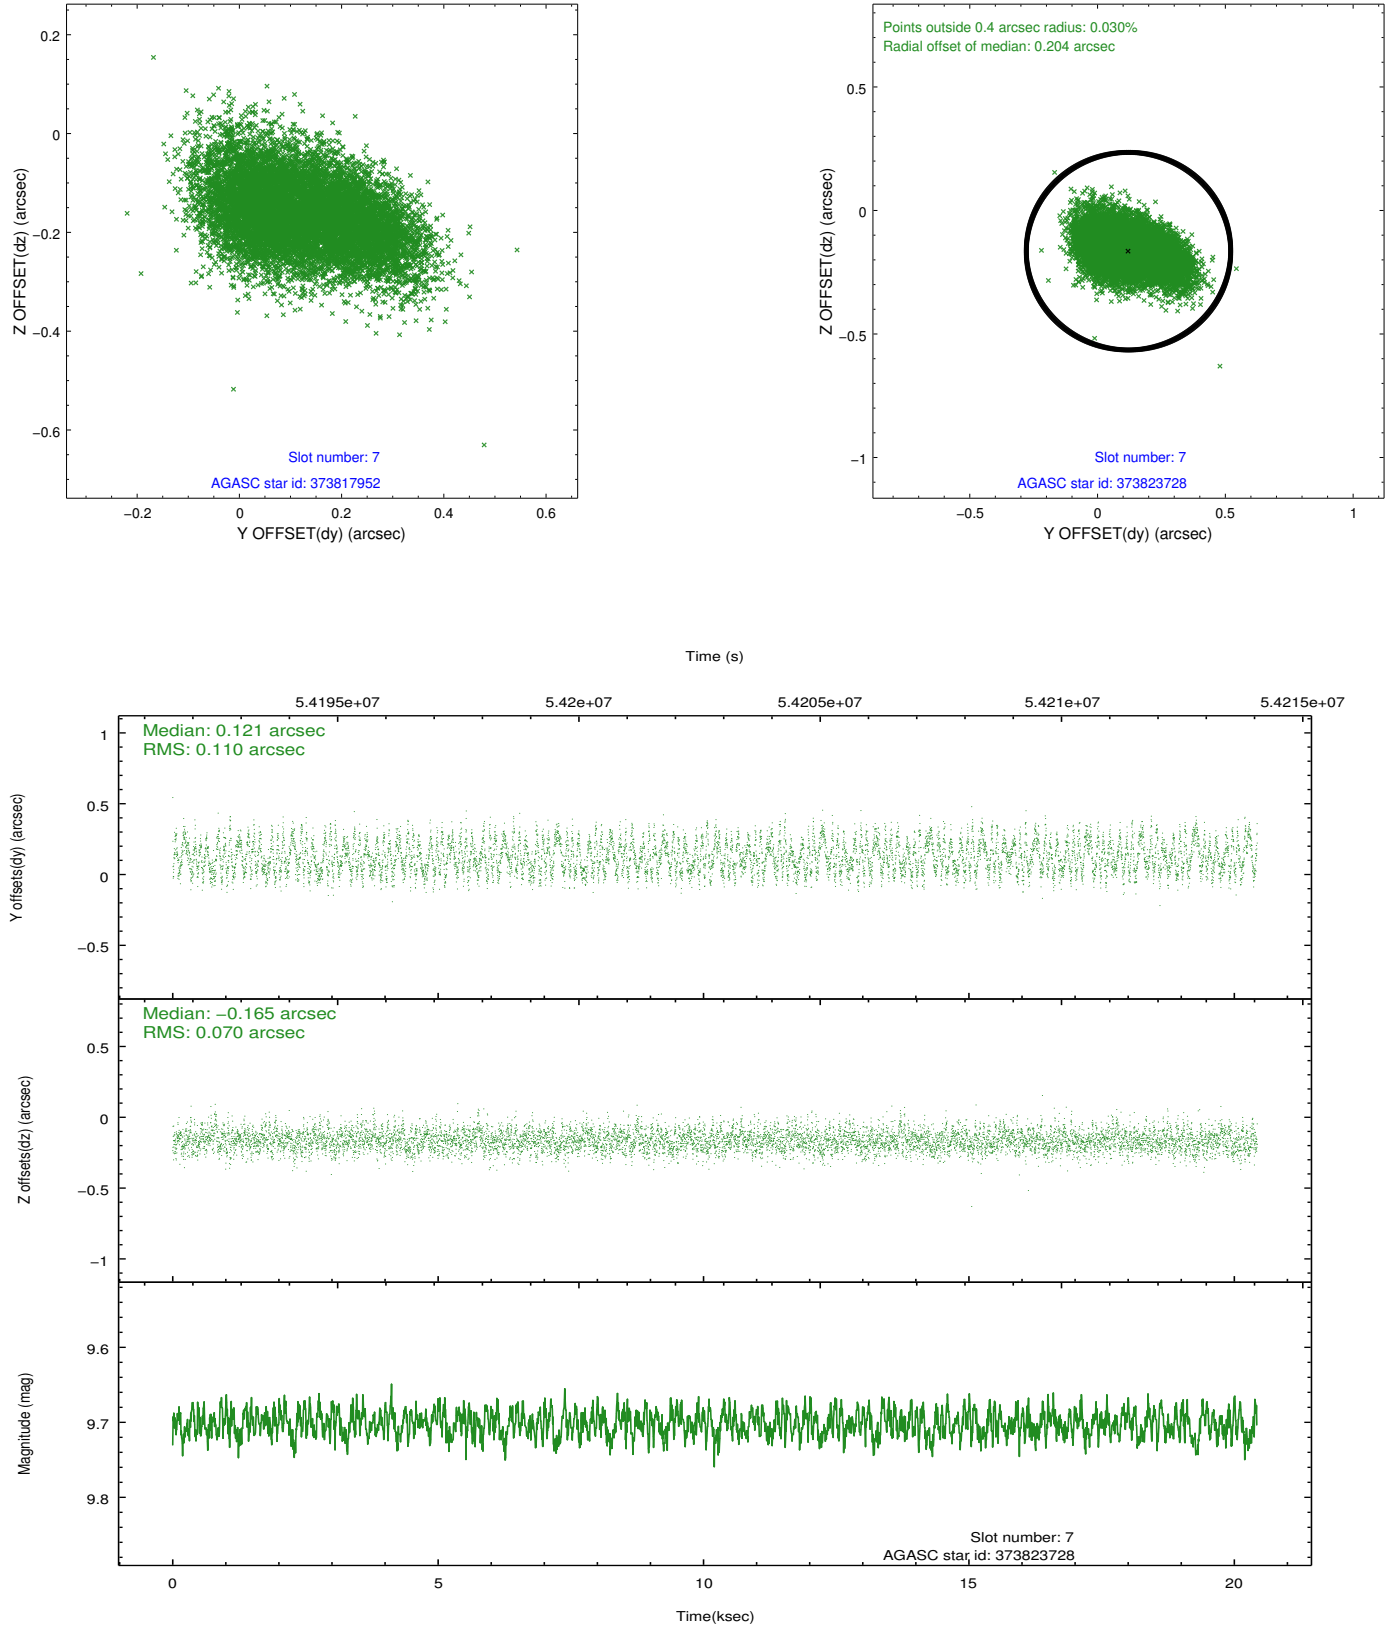 0.2
0
−0.2
−0.4
−0.6
Z OFFSET(dz) (arcsec)
Slot number: 7
AGASC star id: 373817952
−0.2
0
0.2
0.4
0.6
Y OFFSET(dy) (arcsec)
Points outside 0.4 arcsec radius: 0.030%
Radial offset of median: 0.204 arcsec
0.5
0
−0.5
−1
Z OFFSET(dz) (arcsec)
Slot number: 7
AGASC star id: 373823728
−0.5
0
0.5
1
Y OFFSET(dy) (arcsec)
Time (s)
5.4195e+07
5.42e+07
5.4205e+07
5.421e+07
5.4215e+07
Median: 0.121 arcsec
RMS: 0.110 arcsec
1
0.5
0
−0.5
Y offsets(dy) (arcsec)
Median: −0.165 arcsec
RMS: 0.070 arcsec
0.5
0
−0.5
−1
Z offsets(dz) (arcsec)
9.6
9.7
9.8
Magnitude (mag)
Slot number: 7
AGASC star id: 373823728
0
5
10
15
20
Time(ksec)